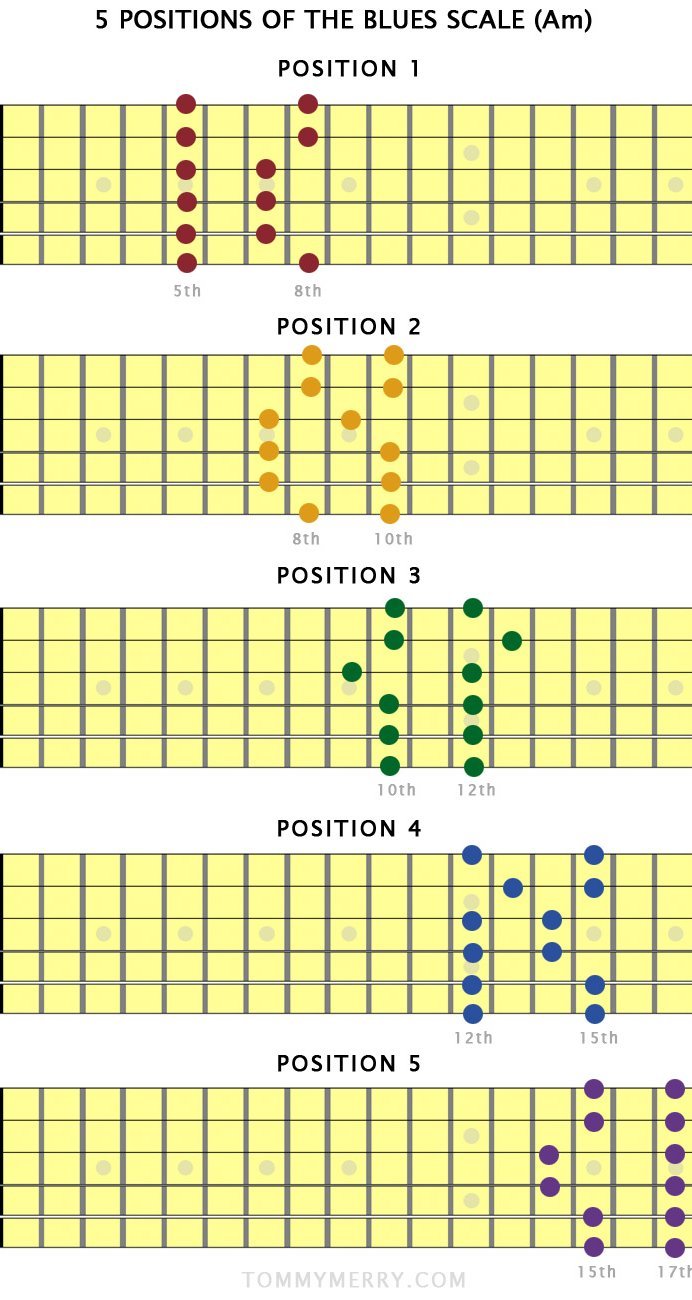 5 POSITIONS OF THE BLUES SCALE (Am)
POSITION 1
5th 8th
POSITION 2
8th 10th
POSITION 3
10th 12th
POSITION 4
12th 15th
POSITION 5
15th 17th
TOMMYMERRY.COM